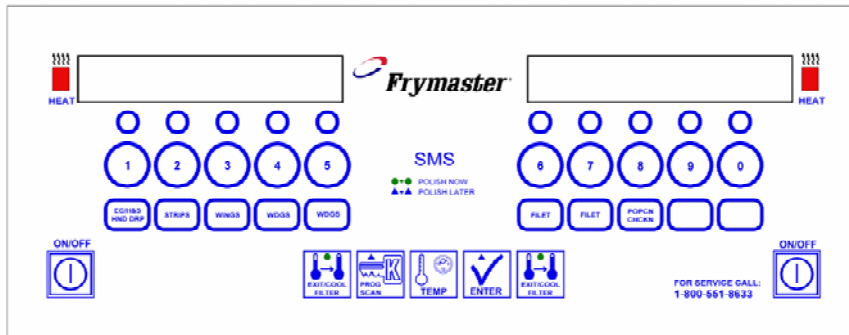 HEAT
Frymaster
HEAT
1 2 3 4 5
6 7 8 9 0
SMS
POLISH NOW
POLISH LATER
HND DRP
STRIPS
WINGS
WDGS
WDGS
FILET
FILET
POPCN
CHCKN
ON/OFF
ON/OFF
EXIT/COOL
FILTER
PROG
SCAN
K
TEMP
ENTER
EXIT/COOL
FILTER
FOR SERVICE CALL:
1-800-551-8633